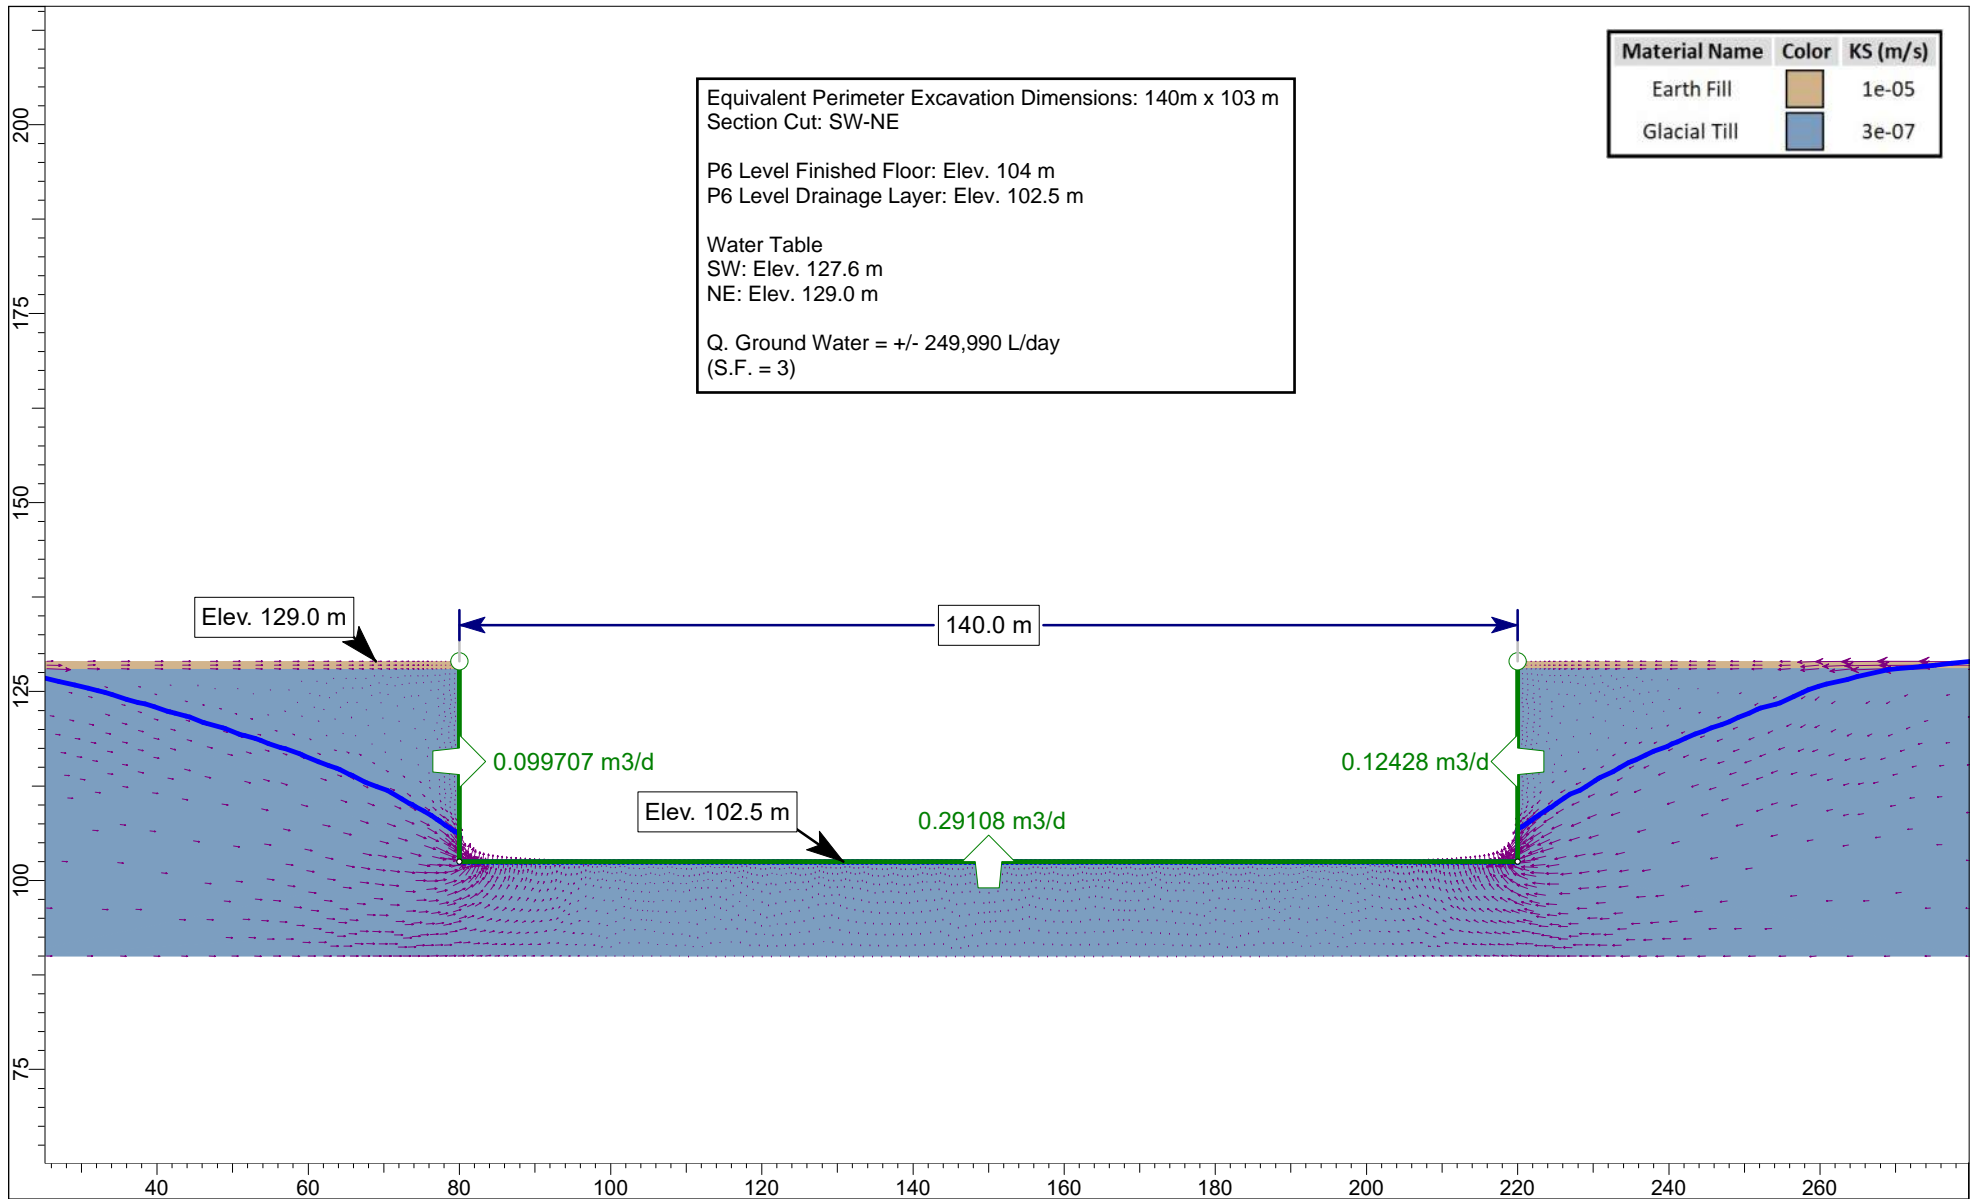 Material Name Color KS (m/s)
Earth Fill 1e-05
Glacial Till 3e-07
Equivalent Perimeter Excavation Dimensions: 140m x 103 m
Section Cut: SW-NE
P6 Level Finished Floor: Elev. 104 m
P6 Level Drainage Layer: Elev. 102.5 m
Water Table
SW: Elev. 127.6 m
NE: Elev. 129.0 m
Q. Ground Water = +/- 249,990 L/day
(S.F. = 3)
200
175
150
125
100
75
Elev. 129.0 m
140.0 m
0.099707 m3/d
0.12428 m3/d
Elev. 102.5 m
0.29108 m3/d
40 60 80 100 120 140 160 180 200 220 240 260